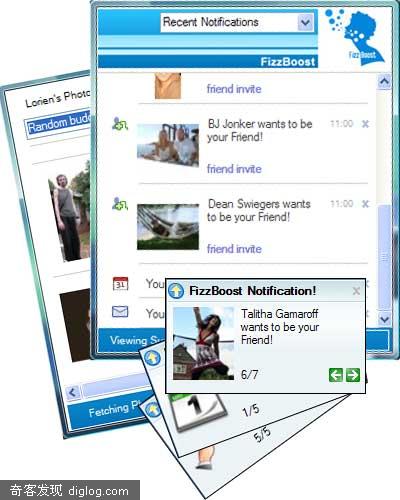 Recent Notifications
FizzBoost
FizzBoost
friend invite
Lorien's Photo
Random budd
BJ Jonker wants to
be your Friend!
11:00
x
friend invite
Dean Swiegers wants
to be your Friend!
11:00
x
friend invite
You
You
31
Viewing
FizzBoost Notification!
x
Talitha Gamaroff
wants to be your
Friend!
6/7
Fetching Ph
1
1/5
5/5
奇客发现 diglog.com